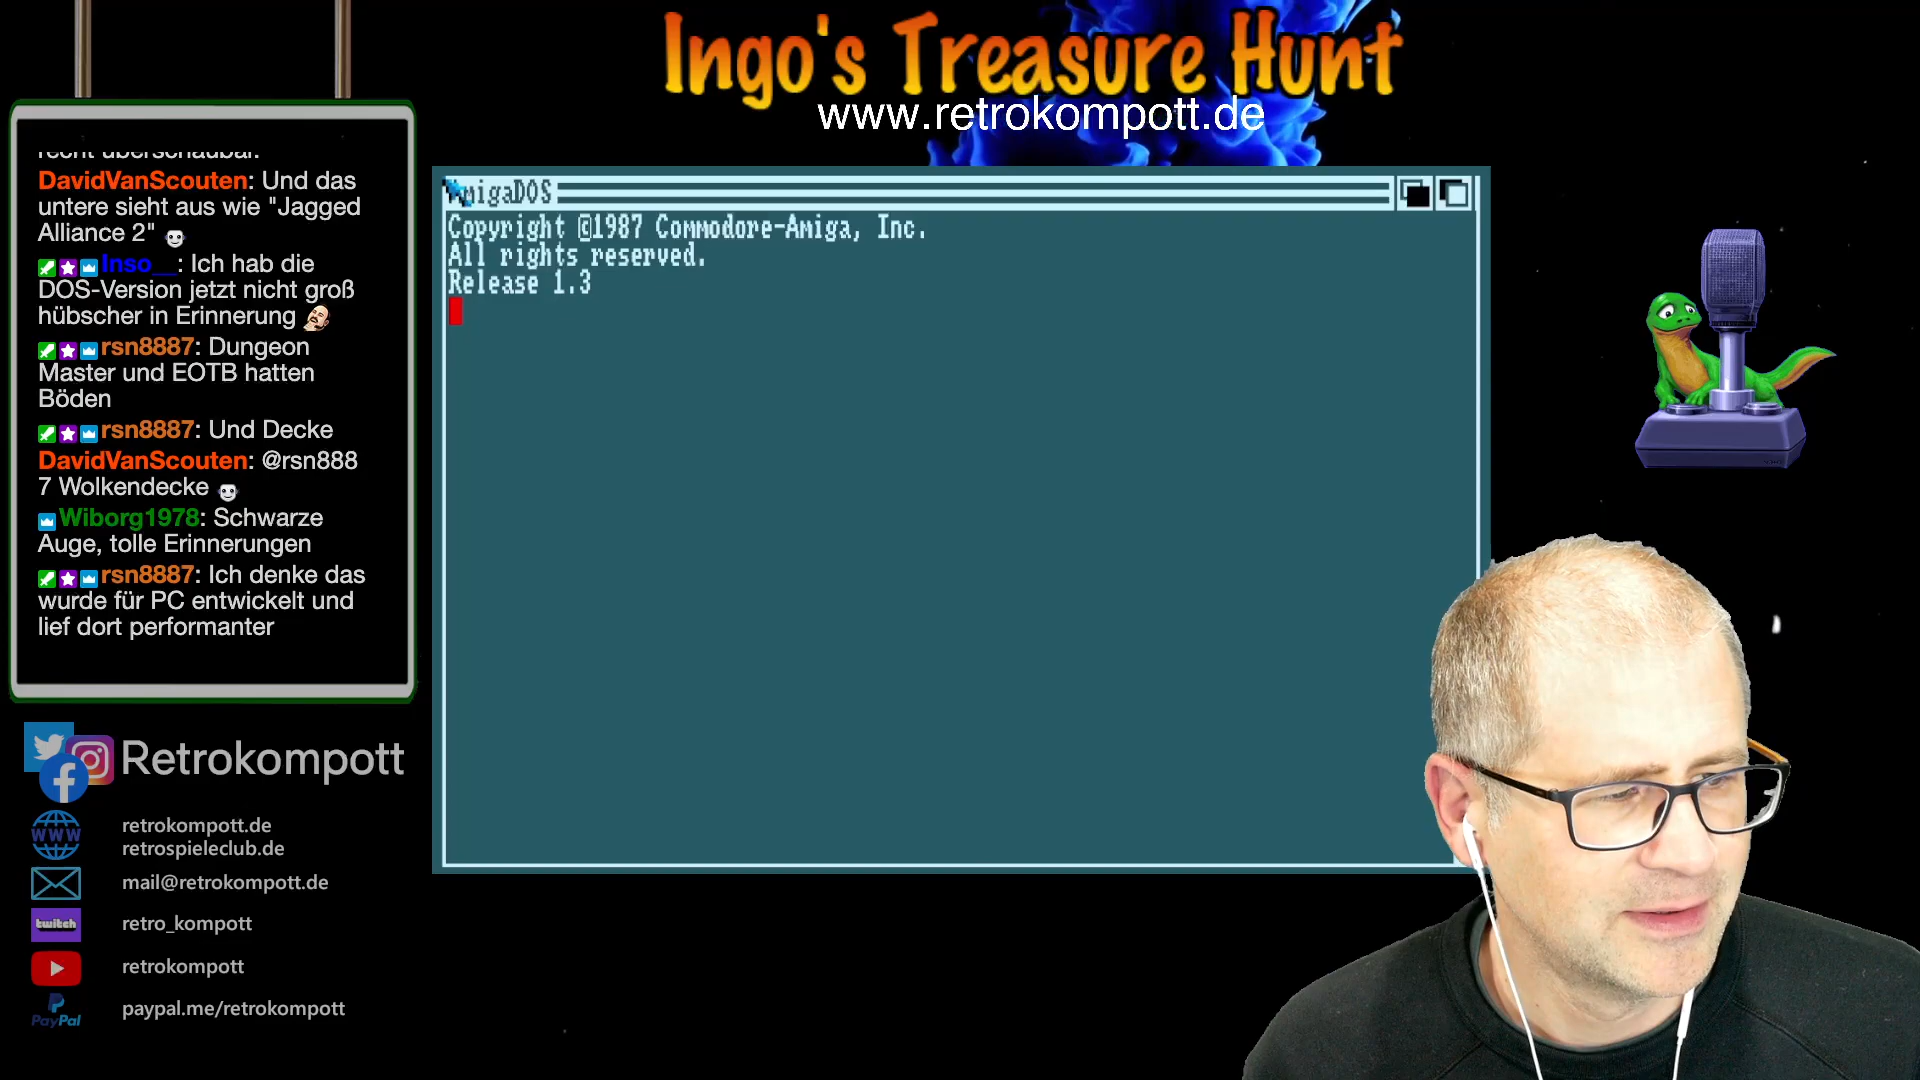 Ingo's Treasure Hunt
www.retrokompott.de
recht überschaubar.
DavidVanScouten: Und das
untere sieht aus wie "Jagged
Alliance 2"
Inso__: Ich hab die
DOS-Version jetzt nicht groß
hübscher in Erinnerung
rsn8887: Dungeon
Master und EOTB hatten
Böden
rsn8887: Und Decke
DavidVanScouten: @rsn888
7 Wolkendecke
Wiborg1978: Schwarze
Auge, tolle Erinnerungen
rsn8887: Ich denke das
wurde für PC entwickelt und
lief dort performanter
AmigaDOS
Copyright ©1987 Commodore-Amiga, Inc.
All rights reserved.
Release 1.3
Retrokompott
WWW
retrokompott.de
retrospieleclub.de
mail@retrokompott.de
twitch
retro_kompott
retrokompott
PayPal
paypal.me/retrokompott